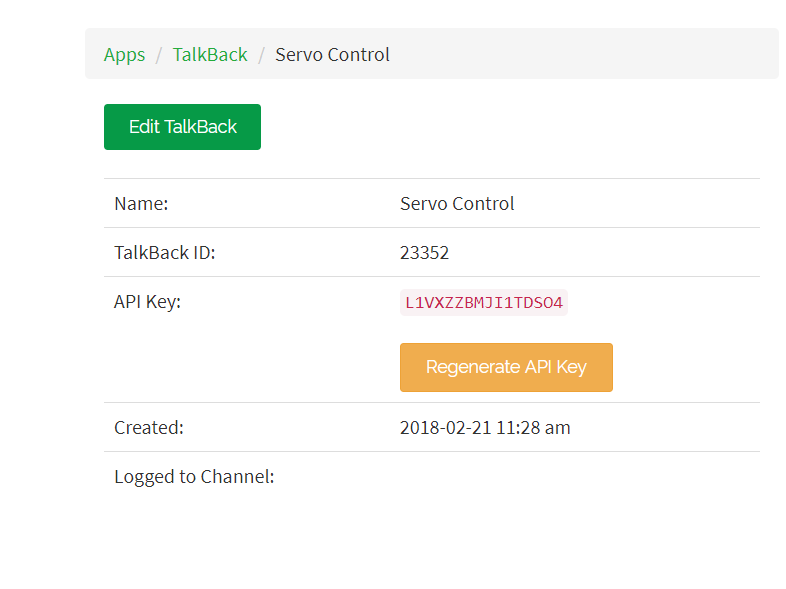 Apps / TalkBack / Servo Control
Edit TalkBack
Name: Servo Control
TalkBack ID: 23352
API Key: L1VXZZBMJI1TDSO4
Regenerate API Key
Created: 2018-02-21 11:28 am
Logged to Channel: